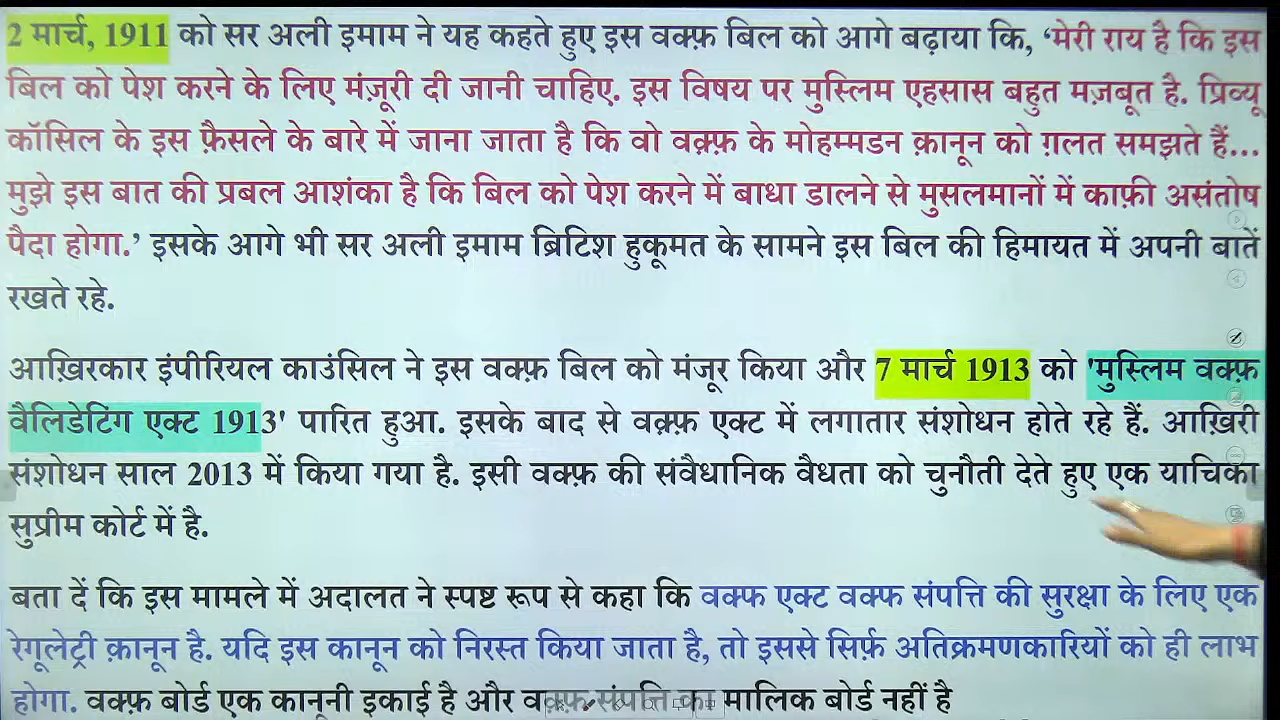 2 मार्च, 1911 को सर अली इमाम ने यह कहते हुए इस वक्फ़ बिल को आगे बढ़ाया कि, ‘मेरी राय है कि इस
बिल को पेश करने के लिए मंज़ूरी दी जानी चाहिए. इस विषय पर मुस्लिम एहसास बहुत मज़बूत है. प्रिव्यू
कॉसिल के इस फ़ैसले के बारे में जाना जाता है कि वो वक़्फ़ के मोहम्मडन क़ानून को ग़लत समझते हैं...
मुझे इस बात की प्रबल आशंका है कि बिल को पेश करने में बाधा डालने से मुसलमानों में काफ़ी असंतोष
पैदा होगा.’ इसके आगे भी सर अली इमाम ब्रिटिश हुकूमत के सामने इस बिल की हिमायत में अपनी बातें
रखते रहे.
आख़िरकार इंपीरियल काउंसिल ने इस वक्फ़ बिल को मंजूर किया और 7 मार्च 1913 को 'मुस्लिम वक्फ़
वैलिडेटिंग एक्ट 1913' पारित हुआ. इसके बाद से वक़्फ़ एक्ट में लगातार संशोधन होते रहे हैं. आख़िरी
संशोधन साल 2013 में किया गया है. इसी वक्फ़ की संवैधानिक वैधता को चुनौती देते हुए एक याचिका
सुप्रीम कोर्ट में है.
बता दें कि इस मामले में अदालत ने स्पष्ट रूप से कहा कि वक्फ एक्ट वक्फ संपत्ति की सुरक्षा के लिए एक
रेगूलेट्री क़ानून है. यदि इस कानून को निरस्त किया जाता है, तो इससे सिर्फ़ अतिक्रमणकारियों को ही लाभ
होगा. वक्फ़ बोर्ड एक कानूनी इकाई है और वक़्फ़ संपत्ति का मालिक बोर्ड नहीं है